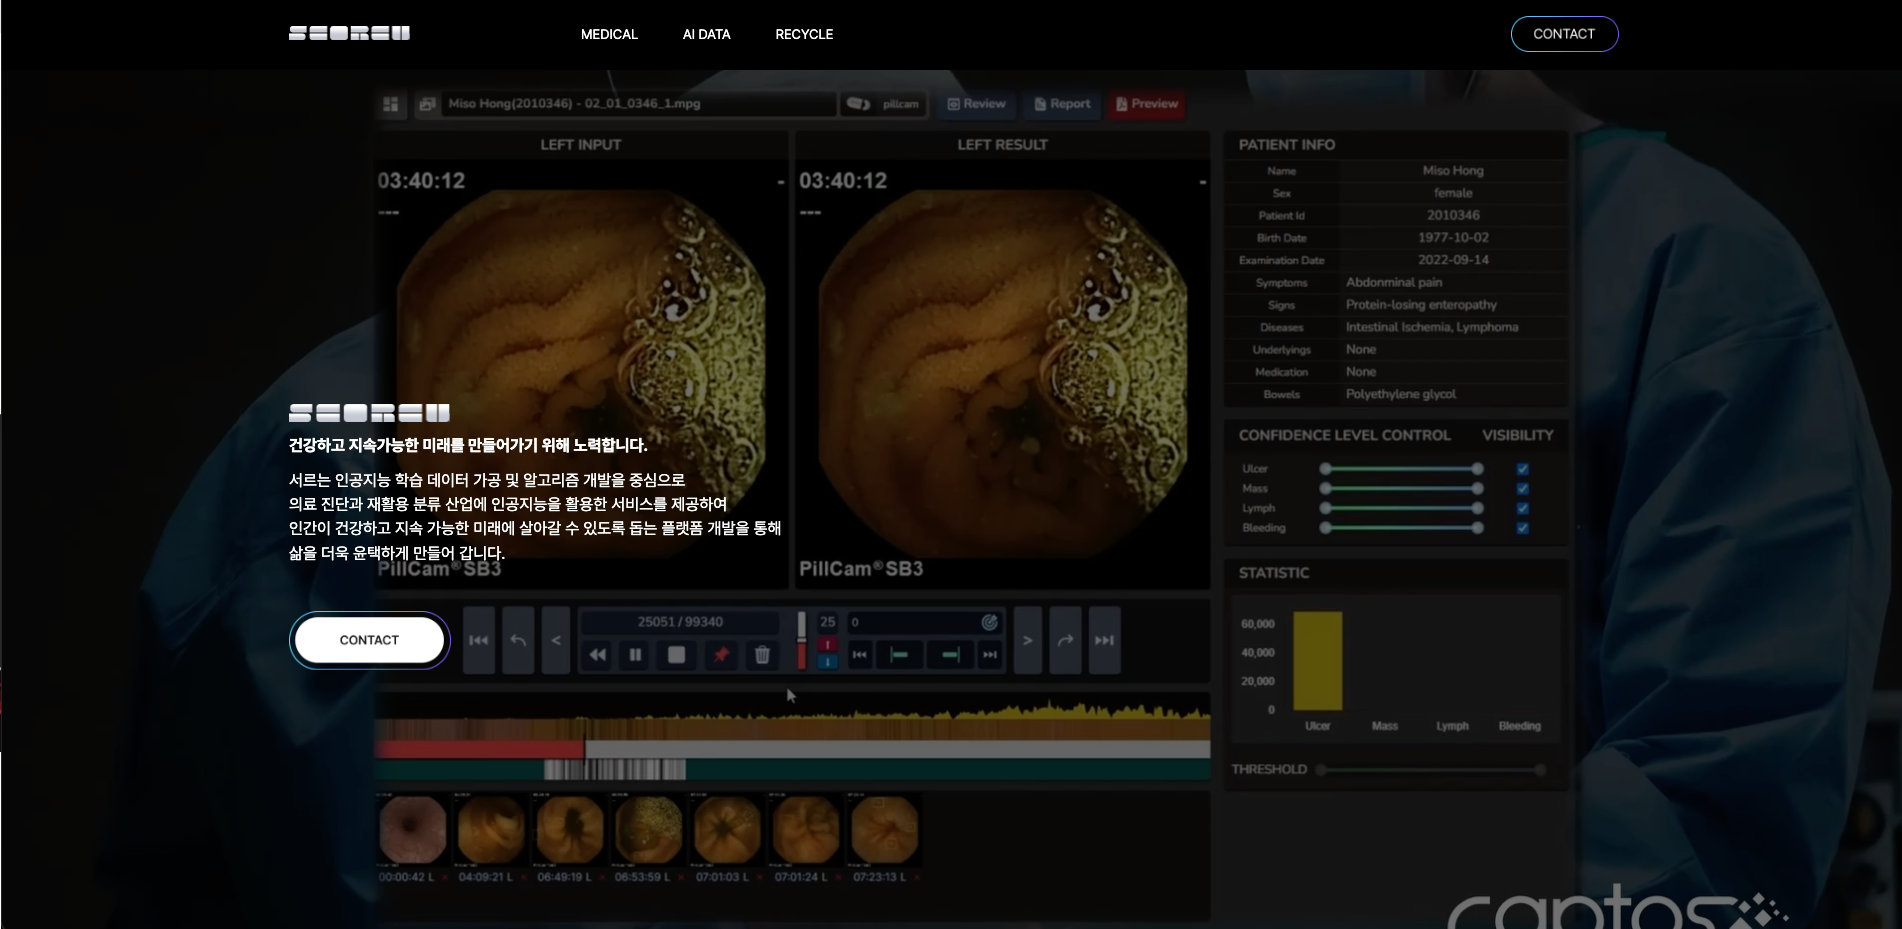 SEOREU
MEDICAL
AI DATA
RECYCLE
CONTACT
Miso Hong(2010346) - 02_01_0346_1.mpg
pillcam
Review
Report
Preview
LEFT INPUT
LEFT RESULT
03:40:12
-
---
03:40:12
-
---
PillCam®SB3
PillCam®SB3
PATIENT INFO
Name Miso Hong
Sex female
Patient Id 2010346
Birth Date 1977-10-02
Examination Date 2022-09-14
Symptoms Abdonminal pain
Signs Protein-losing enteropathy
Diseases Intestinal Ischemia, Lymphoma
Underlyings None
Medication None
Bowels Polyethylene glycol
SEOREU
건강하고 지속가능한 미래를 만들어가기 위해 노력합니다.
서르는 인공지능 학습 데이터 가공 및 알고리즘 개발을 중심으로
의료 진단과 재활용 분류 산업에 인공지능을 활용한 서비스를 제공하여
인간이 건강하고 지속 가능한 미래에 살아갈 수 있도록 돕는 플랫폼 개발을 통해
삶을 더욱 윤택하게 만들어 갑니다.
CONTACT
CONFIDENCE LEVEL CONTROL VISIBILITY
Ulcer
Mass
Lymph
Bleeding
25051 / 99340
25
0
STATISTIC
60,000
40,000
20,000
0
Ulcer Mass Lymph Bleeding
THRESHOLD
00:00:42 L
04:09:21 L
06:49:19 L
06:53:59 L
07:01:03 L
07:01:24 L
07:23:13 L
captos